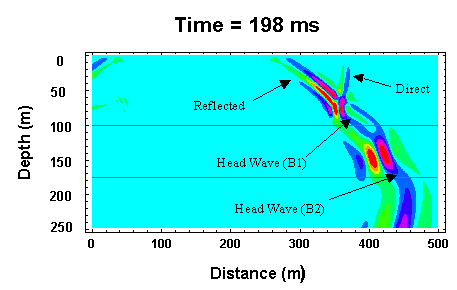 Time = 198 ms
Depth (m)
0
50
100
150
200
250
Reflected
Direct
Head Wave (B1)
Head Wave (B2)
0 100 200 300 400 500
Distance (m)